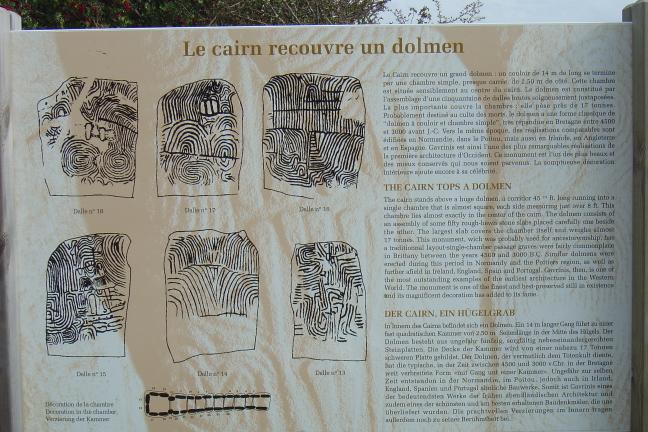 Le cairn recouvre un dolmen
Le Cairn recouvre un grand dolmen : un couloir de 14 m de long se termine
par une chambre simple, presque carrée, de 2,50 m de côté. Cette chambre
est située sensiblement au centre du cairn. Le dolmen est constitué par
l'assemblage d'une cinquantaine de dalles brutes soigneusement juxtaposées.
La plus importante couvre la chambre : elle pèse près de 17 tonnes.
Probablement destiné au culte des morts, le dolmen a une forme classique de
"dolmen à couloir et chambre simple", très répandue en Bretagne entre 4500
et 3000 avant J.-C. Vers la même époque, des réalisations comparables sont
édifiées en Normandie, dans le Poitou, mais aussi en Irlande, en Angleterre
et en Espagne. Gavrinis est ainsi l'une des plus remarquables réalisations de
la première architecture d'Occident. Ce monument est l'un des plus beaux et
des mieux conservés qui nous soient parvenus. La somptueuse décoration
intérieure ajoute encore à sa célébrité.
THE CAIRN TOPS A DOLMEN
The cairn stands above a huge dolmen, a corridor 45 ft. long running into a
single chamber that is almost square, each side measuring just over 8 ft. This
chamber lies almost exactly in the center of the cairn. The dolmen consists of
an assembly of some fifty rough-hewn stone slabs placed carefully one beside
the other. The largest slab covers the chamber itself and weighs almost
17 tonnes. This monument, wich was probably used for ancestorworship, has
a traditional layout-single-chamber passage graves were fairly commonplace
in Brittany between the years 4500 and 3000 B.C. Similar dolmens were
erected during this period in Normandy and the Poitiers region, as well as
further afield in Ireland, England, Spain and Portugal. Gavrinis, then, is one of
the most outstanding examples of the earliest architecture in the Western
World. The monument is one of the finest and best-preserved still in existence
and its magnificent decoration has added to its fame.
DER CAIRN, EIN HÜGELGRAB
In Innern des Cairns befindet sich ein Dolmen. Ein 14 m langer Gang führt zu einer
fast quadratischen Kammer von 2,50 m Seitenlänge in der Mitte des Hügels. Der
Dolmen besteht aus ungefähr fünfzig, sorgfältig nebeneinandergereihten
Steinplatten. Die Decke der Kammer wird von einer nahezu 17 Tonnen
schweren Platte gebildet. Der Dolmen, der vermutlich dem Totenkult diente,
hat die typische, in der Zeit zwischen 4500 und 3000 v.Chr. in der Bretagne
weit verbreitete Form «mit Gang und einer Kammer». Ungefähr zur selben
Zeit entstanden in der Normandie, im Poitou, jedoch auch in Irland,
England, Spanien und Portugal ähnliche Bauwerke. Somit ist Gavrinis eines
der bedeutendsten Werke der frühen abendländischen Architektur und
zudem eines der schönsten und am besten erhaltenen Baudenkmäler, die uns
überliefert wurden. Die prachtvollen Verzierungen im Innern tragen
außerdem noch zu seiner Berühmtheit bei.
Dalle n° 16
Dalle n° 17
Dalle n° 18
Dalle n° 15
Dalle n° 14
Dalle n° 13
Décoration de la chambre
Decoration in the chamber
Verzierung der Kammer